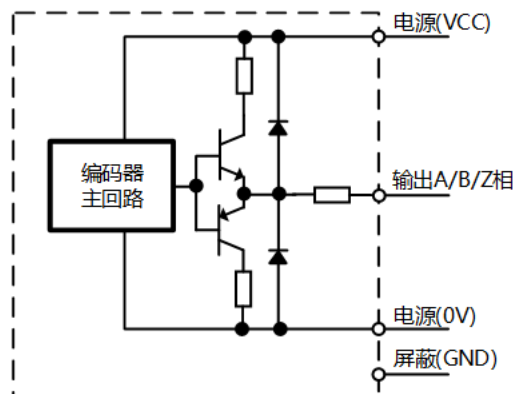 电源(VCC)
编码器
主回路
输出A/B/Z相
电源(0V)
屏蔽(GND)